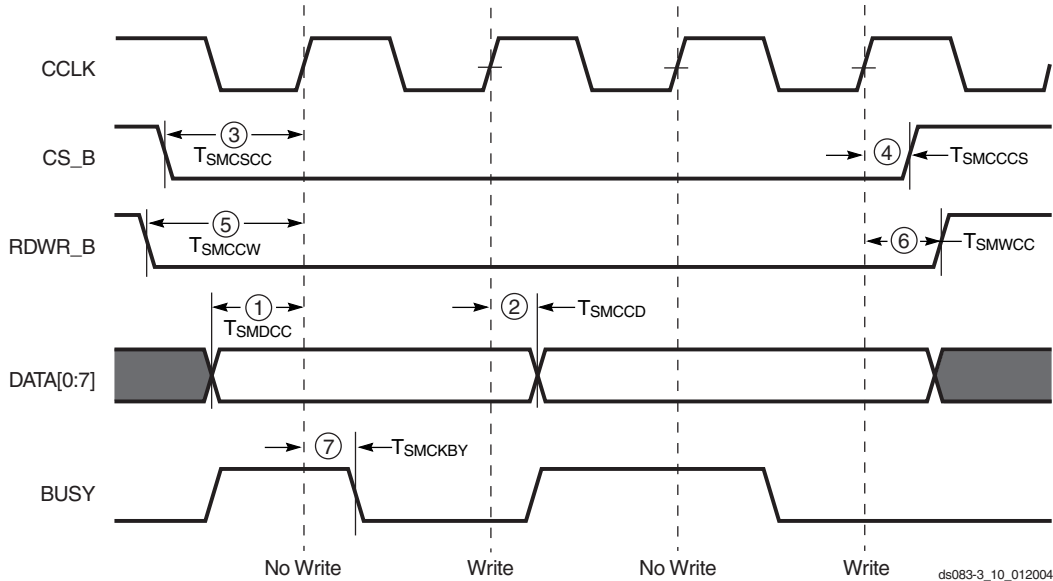 CCLK
CS_B
③
TSMCSCC
④
TSMCCCS
RDWR_B
⑤
TSMCCW
⑥
TSMWCC
①
TSMDCC
②
TSMCCD
DATA[0:7]
⑦
TSMCKBY
BUSY
No Write
Write
No Write
Write
ds083-3_10_012004